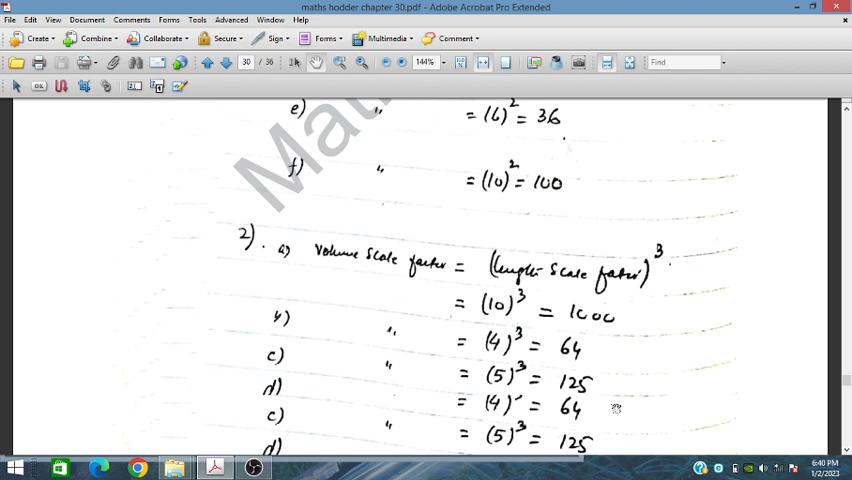 maths hodder chapter 30.pdf - Adobe Acrobat Pro Extended
File Edit View Document Comments Forms Tools Advanced Window Help
Create Combine Collaborate Secure Sign Forms Multimedia Comment
30 / 36 144% Find
e) " = (6)² = 36
f) " = (10)² = 100
2). a) Volume Scale factor = (length Scale factor)³
= (10)³ = 1000
b) " = (4)³ = 64
c) " = (5)³ = 125
d) = (4) = 64
c) " = (5)³ = 125
d)
6:40 PM
1/2/2023